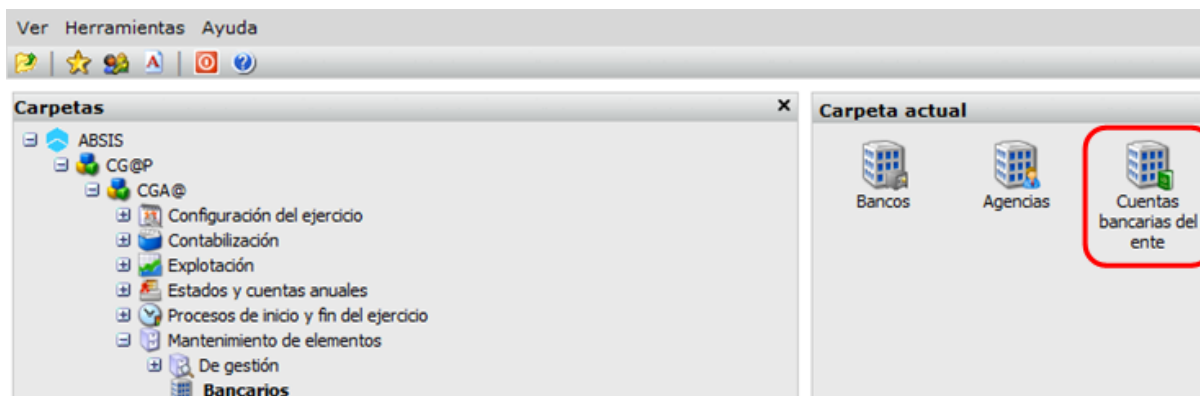 Ver Herramientas Ayuda
Carpetas
ABSIS
CG@P
CGA@
Configuración del ejercicio
Contabilización
Explotación
Estados y cuentas anuales
Procesos de inicio y fin del ejercicio
Mantenimiento de elementos
De gestión
Bancarios
Carpeta actual
Bancos
Agencias
Cuentas
bancarias del
ente